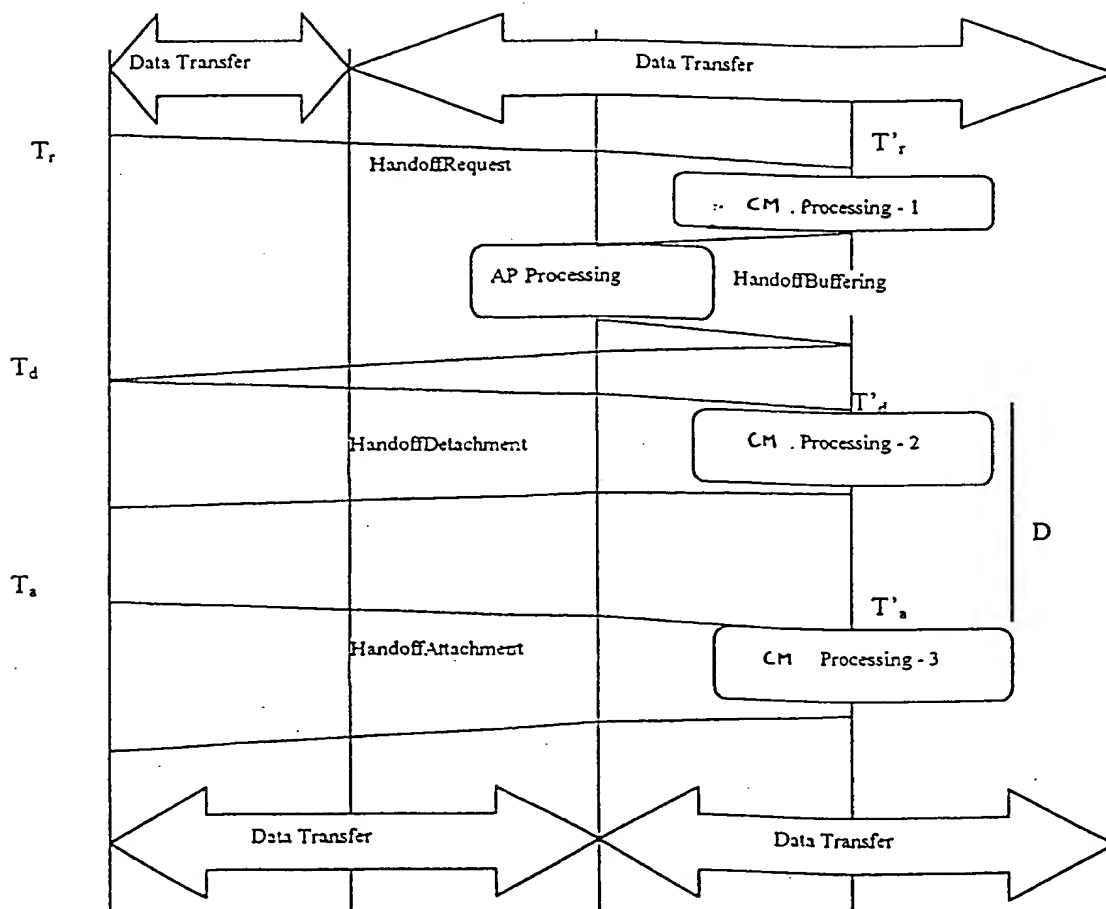 Data Transfer
Data Transfer
Tr
T'r
HandoffRequest
CM . Processing - 1
AP Processing
HandoffBuffering
Td
T'd
HandoffDetachment
CM . Processing - 2
D
Ta
T'a
HandoffAttachment
CM Processing - 3
Data Transfer
Data Transfer